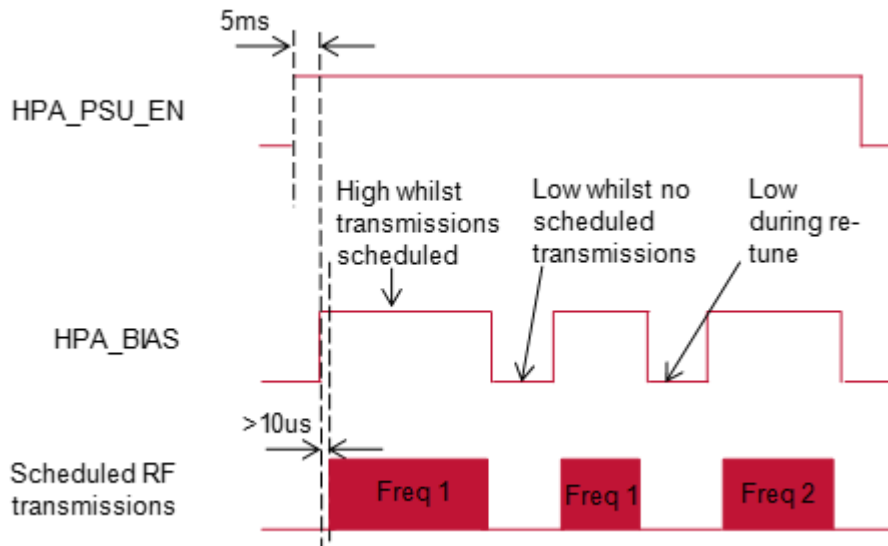 5ms
HPA_PSU_EN
High whilst
transmissions
scheduled
Low whilst no
scheduled
transmissions
Low
during re-
tune
HPA_BIAS
>10us
Scheduled RF
transmissions
Freq 1
Freq 1
Freq 2